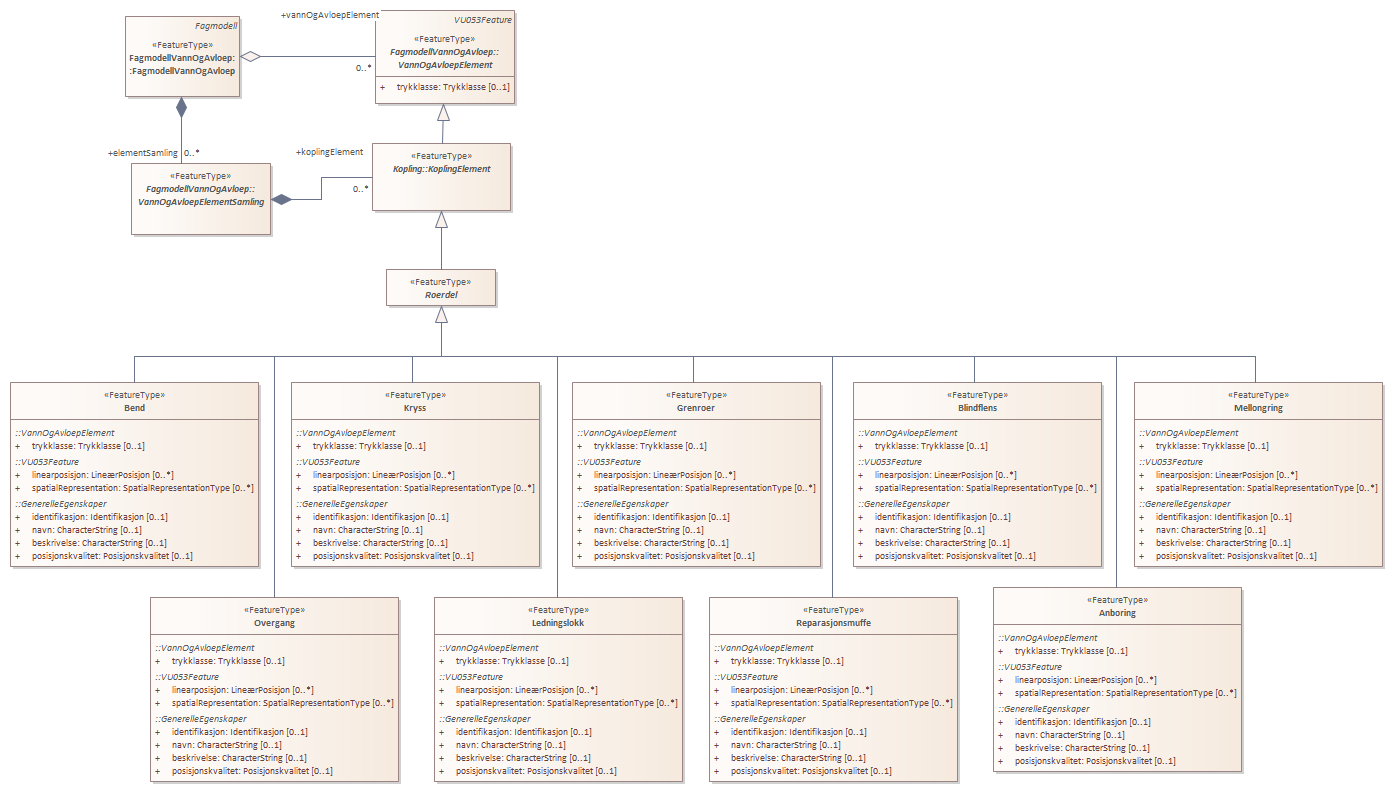 Fagmodell
«FeatureType»
FagmodellVannOgAvloep:
:FagmodellVannOgAvloep
+vannOgAvloepElement
0..*
VU053Feature
«FeatureType»
FagmodellVannOgAvloep::
VannOgAvloepElement
+ trykklasse: Trykklasse [0..1]
+elementSamling
0..*
«FeatureType»
FagmodellVannOgAvloep::
VannOgAvloepElementSamling
+koplingElement
0..*
«FeatureType»
Kopling::KoplingElement
«FeatureType»
Roerdel
«FeatureType»
Bend
::VannOgAvloepElement
+ trykklasse: Trykklasse [0..1]
::VU053Feature
+ linearposisjon: LineærPosisjon [0..*]
+ spatialRepresentation: SpatialRepresentationType [0..*]
::GenerelleEgenskaper
+ identifikasjon: Identifikasjon [0..1]
+ navn: CharacterString [0..1]
+ beskrivelse: CharacterString [0..1]
+ posisjonskvalitet: Posisjonskvalitet [0..1]
«FeatureType»
Kryss
::VannOgAvloepElement
+ trykklasse: Trykklasse [0..1]
::VU053Feature
+ linearposisjon: LineærPosisjon [0..*]
+ spatialRepresentation: SpatialRepresentationType [0..*]
::GenerelleEgenskaper
+ identifikasjon: Identifikasjon [0..1]
+ navn: CharacterString [0..1]
+ beskrivelse: CharacterString [0..1]
+ posisjonskvalitet: Posisjonskvalitet [0..1]
«FeatureType»
Grenroer
::VannOgAvloepElement
+ trykklasse: Trykklasse [0..1]
::VU053Feature
+ linearposisjon: LineærPosisjon [0..*]
+ spatialRepresentation: SpatialRepresentationType [0..*]
::GenerelleEgenskaper
+ identifikasjon: Identifikasjon [0..1]
+ navn: CharacterString [0..1]
+ beskrivelse: CharacterString [0..1]
+ posisjonskvalitet: Posisjonskvalitet [0..1]
«FeatureType»
Blindflens
::VannOgAvloepElement
+ trykklasse: Trykklasse [0..1]
::VU053Feature
+ linearposisjon: LineærPosisjon [0..*]
+ spatialRepresentation: SpatialRepresentationType [0..*]
::GenerelleEgenskaper
+ identifikasjon: Identifikasjon [0..1]
+ navn: CharacterString [0..1]
+ beskrivelse: CharacterString [0..1]
+ posisjonskvalitet: Posisjonskvalitet [0..1]
«FeatureType»
Mellongring
::VannOgAvloepElement
+ trykklasse: Trykklasse [0..1]
::VU053Feature
+ linearposisjon: LineærPosisjon [0..*]
+ spatialRepresentation: SpatialRepresentationType [0..*]
::GenerelleEgenskaper
+ identifikasjon: Identifikasjon [0..1]
+ navn: CharacterString [0..1]
+ beskrivelse: CharacterString [0..1]
+ posisjonskvalitet: Posisjonskvalitet [0..1]
«FeatureType»
Overgang
::VannOgAvloepElement
+ trykklasse: Trykklasse [0..1]
::VU053Feature
+ linearposisjon: LineærPosisjon [0..*]
+ spatialRepresentation: SpatialRepresentationType [0..*]
::GenerelleEgenskaper
+ identifikasjon: Identifikasjon [0..1]
+ navn: CharacterString [0..1]
+ beskrivelse: CharacterString [0..1]
+ posisjonskvalitet: Posisjonskvalitet [0..1]
«FeatureType»
Ledningslokk
::VannOgAvloepElement
+ trykklasse: Trykklasse [0..1]
::VU053Feature
+ linearposisjon: LineærPosisjon [0..*]
+ spatialRepresentation: SpatialRepresentationType [0..*]
::GenerelleEgenskaper
+ identifikasjon: Identifikasjon [0..1]
+ navn: CharacterString [0..1]
+ beskrivelse: CharacterString [0..1]
+ posisjonskvalitet: Posisjonskvalitet [0..1]
«FeatureType»
Reparasjonsmuffe
::VannOgAvloepElement
+ trykklasse: Trykklasse [0..1]
::VU053Feature
+ linearposisjon: LineærPosisjon [0..*]
+ spatialRepresentation: SpatialRepresentationType [0..*]
::GenerelleEgenskaper
+ identifikasjon: Identifikasjon [0..1]
+ navn: CharacterString [0..1]
+ beskrivelse: CharacterString [0..1]
+ posisjonskvalitet: Posisjonskvalitet [0..1]
«FeatureType»
Anboring
::VannOgAvloepElement
+ trykklasse: Trykklasse [0..1]
::VU053Feature
+ linearposisjon: LineærPosisjon [0..*]
+ spatialRepresentation: SpatialRepresentationType [0..*]
::GenerelleEgenskaper
+ identifikasjon: Identifikasjon [0..1]
+ navn: CharacterString [0..1]
+ beskrivelse: CharacterString [0..1]
+ posisjonskvalitet: Posisjonskvalitet [0..1]